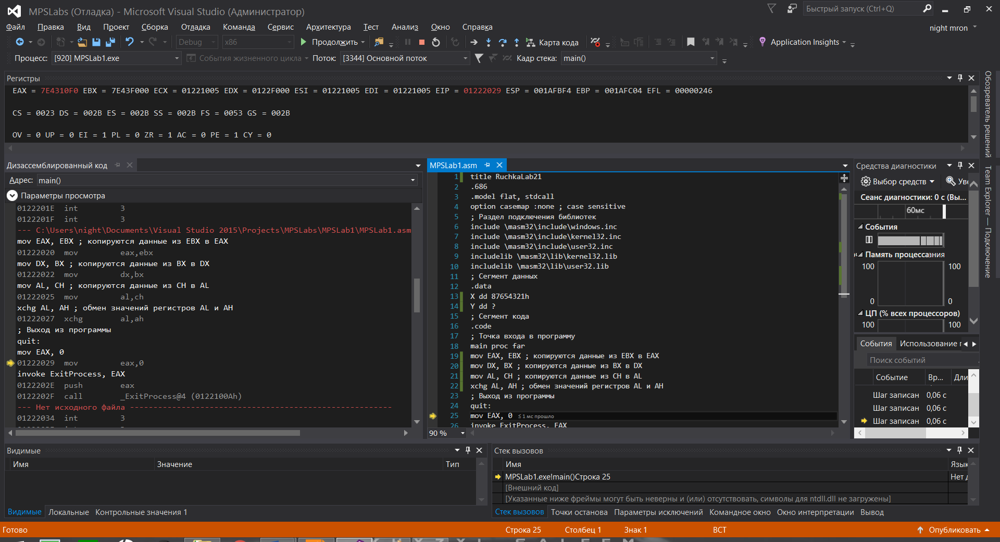 MPSLabs (Отладка) - Microsoft Visual Studio (Администратор)
Быстрый запуск (Ctrl+Q)
Файл Правка Вид Проект Сборка Отладка Команда Сервис Архитектура Тест Анализ Окно Справка
night mron
Debug x86 Продолжить Карта кода Application Insights
Процесс: [920] MPSLab1.exe События жизненного цикла Поток: [3344] Основной поток Кадр стека: main()
Регистры
EAX = 7E4310F0 EBX = 7E43F000 ECX = 01221005 EDX = 0122F000 ESI = 01221005 EDI = 01221005 EIP = 01222029 ESP = 001AFBF4 EBP = 001AFC04 EFL = 00000246
CS = 0023 DS = 002B ES = 002B SS = 002B FS = 0053 GS = 002B
OV = 0 UP = 0 EI = 1 PL = 0 ZR = 1 AC = 0 PE = 1 CY = 0
Дизассемблированный код
Адрес: main()
Параметры просмотра
0122201E int 3
0122201F int 3
--- C:\Users\night\Documents\Visual Studio 2015\Projects\MPSLabs\MPSLab1\MPSLab1.asm
mov EAX, EBX ; копируются данные из EBX в EAX
01222020 mov eax,ebx
mov DX, BX ; копируются данные из BX в DX
01222022 mov dx,bx
mov AL, CH ; копируются данные из CH в AL
01222025 mov al,ch
xchg AL, AH ; обмен значений регистров AL и AH
01222027 xchg al,ah
; Выход из программы
quit:
mov EAX, 0
01222029 mov eax,0
invoke ExitProcess, EAX
0122202E push eax
0122202F call _ExitProcess@4 (0122100Ah)
--- Нет исходного файла --------------------------------------------------------
01222034 int 3
MPSLab1.asm
1 title RuchkaLab21
2 .686
3 .model flat, stdcall
4 option casemap :none ; case sensitive
5 ; Раздел подключения библиотек
6 include \masm32\include\windows.inc
7 include \masm32\include\kernel32.inc
8 include \masm32\include\user32.inc
9 includelib \masm32\lib\kernel32.lib
10 includelib \masm32\lib\user32.lib
11 ; Сегмент данных
12 .data
13 X dd 87654321h
14 Y dd ?
15 ; Сегмент кода
16 .code
17 ; Точка входа в программу
18 main proc far
19 mov EAX, EBX ; копируются данные из EBX в EAX
20 mov DX, BX ; копируются данные из BX в DX
21 mov AL, CH ; копируются данные из CH в AL
22 xchg AL, AH ; обмен значений регистров AL и AH
23 ; Выход из программы
24 quit:
25 mov EAX, 0 ≤ 1 мс прошло
26 invoke ExitProcess, EAX
90 %
Средства диагностики
Выбор средств Уве
Сеанс диагностики: 0 с (Вы...
60мс
События
Память процесса
100 100
0 0
ЦП (% всех процессоров)
100 100
События Использование
Поиск событий
Событие Вр... Дли
Шаг записан 0,06 с
Шаг записан 0,06 с
Шаг записан 0,06 с
Обозреватель решений
Team Explorer — Подключение
Видимые
Имя Значение Тип
Видимые Локальные Контрольные значения 1
Стек вызовов
Имя Язык
MPSLab1.exe!main()Строка 25 Нет д
[Внешний код]
[Указанные ниже фреймы могут быть неверны и (или) отсутствовать, символы для ntdll.dll не загружены]
Стек вызовов Точки останова Параметры исключений Командное окно Окно интерпретации Вывод
Готово Строка 25 Столбец 1 Знак 1 ВСТ Опубликовать